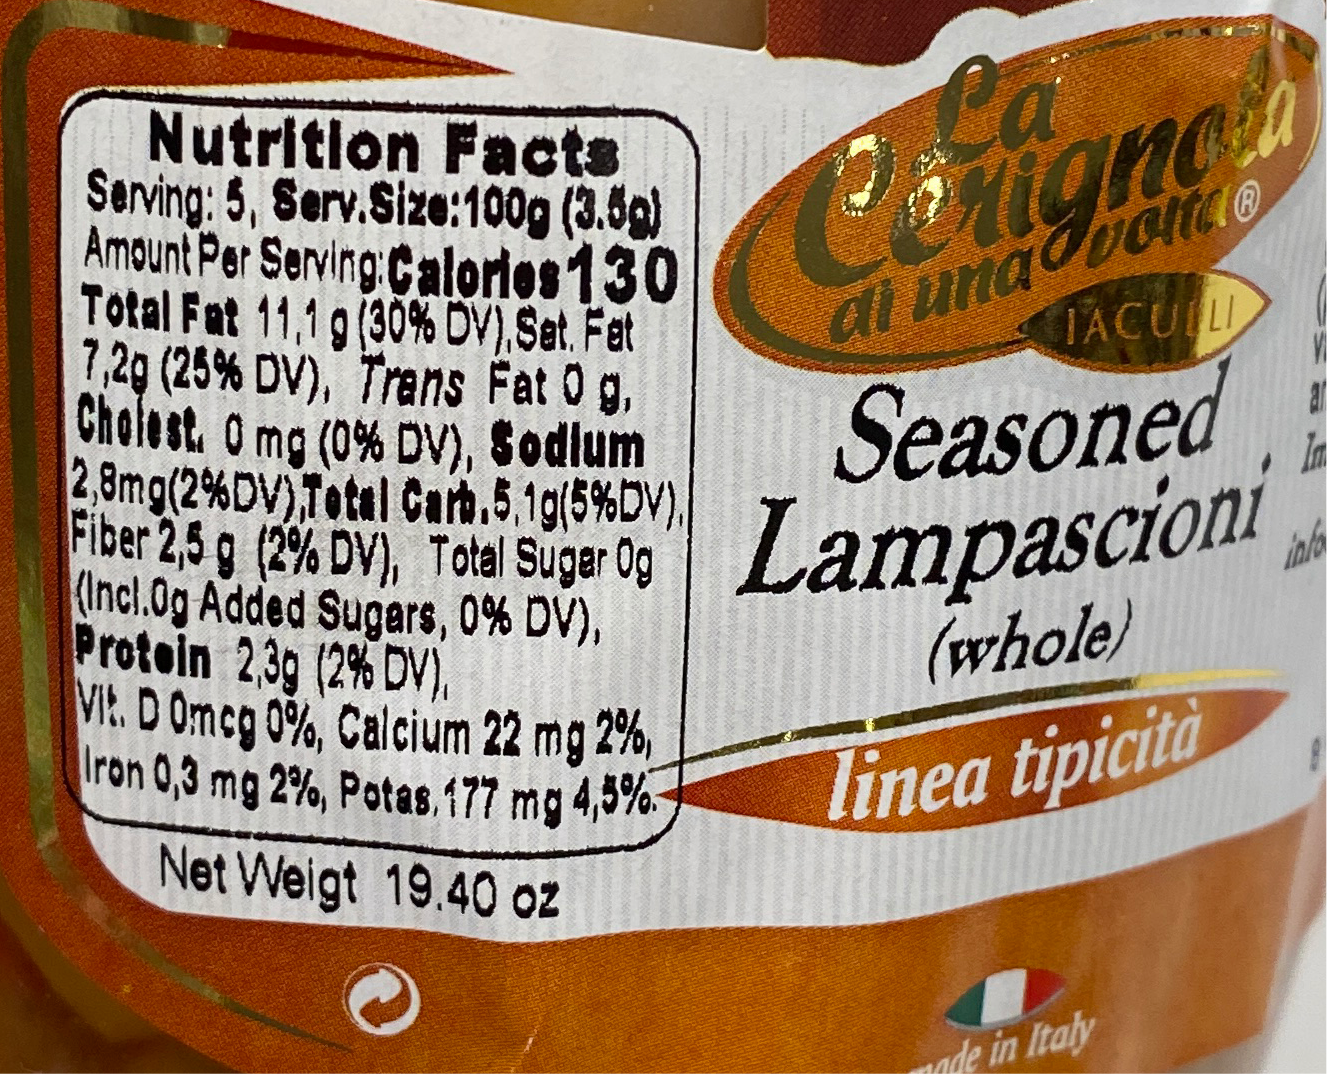 Nutrition Facts
Serving: 5, Serv.Size:100g (3.5g)
Amount Per Serving:Calories 130
Total Fat 11,1 g (30% DV),Sat. Fat
7,2g (25% DV), Trans Fat 0 g,
Cholest. 0 mg (0% DV), Sodium
2,8mg(2%DV),Total Carb.5,1g(5%DV),
Fiber 2,5 g (2% DV), Total Sugar 0g
(Incl.0g Added Sugars, 0% DV),
Protein 2,3g (2% DV),
Vit. D 0mcg 0%, Calcium 22 mg 2%,
Iron 0,3 mg 2%, Potas.177 mg 4,5%.
Net Weigt 19.40 oz
La
Cerignola
di una volta®
IACULLI
Seasoned
Lampascioni
(whole)
linea tipicità
made in Italy